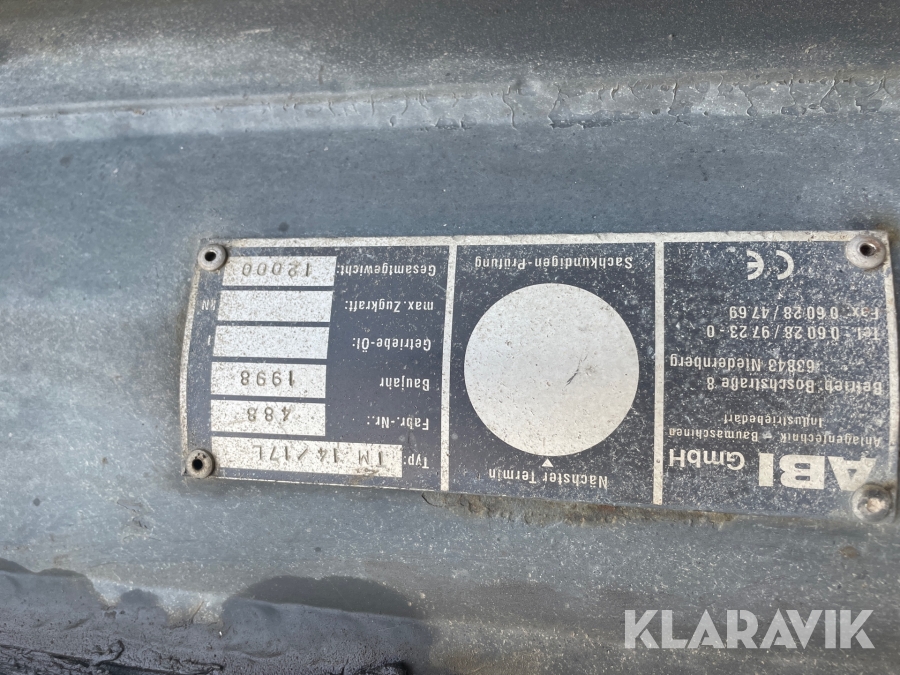 ABI GmbH
Anlagentechnik - Baumaschinen
Industriebedarf
Betrieb: Boschstraße 8
63843 Niedernberg
Tel.: 0 60 28 / 97 23 - 0
Fax.: 0 60 28 / 47 69
CE
Nächster Termin
Sachkundigen-Prüfung
Typ: TM 14/17L
Fabr.-Nr.: 488
Baujahr 1998
Getriebe-Öl: l
max. Zugkraft: kN
Gesamtgewicht: 12000
KLARAVIK